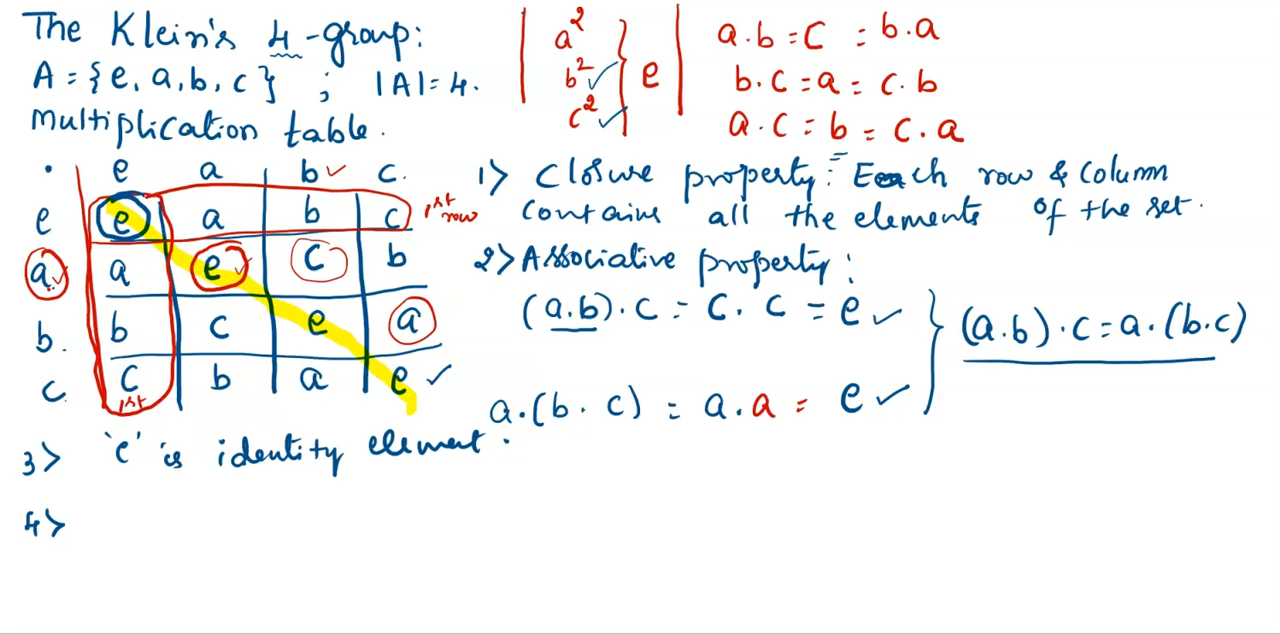 The Klein's 4-group:
A = {e, a, b, c} ; |A| = 4.
Multiplication table.
a² b² c² } e
a.b = c = b.a
b.c = a = c.b
a.c = b = c.a
. e a b c.
e e a b c 1st row
a a e c b
b. b c e a
c c b a e
1st
1> Closure property:= Each row & column
contains all the elements of the set.
2> Associative property:
(a.b).c = c.c = e
a.(b.c) = a.a = e
(a.b).c = a.(b.c)
3> 'e' is identity element.
4>